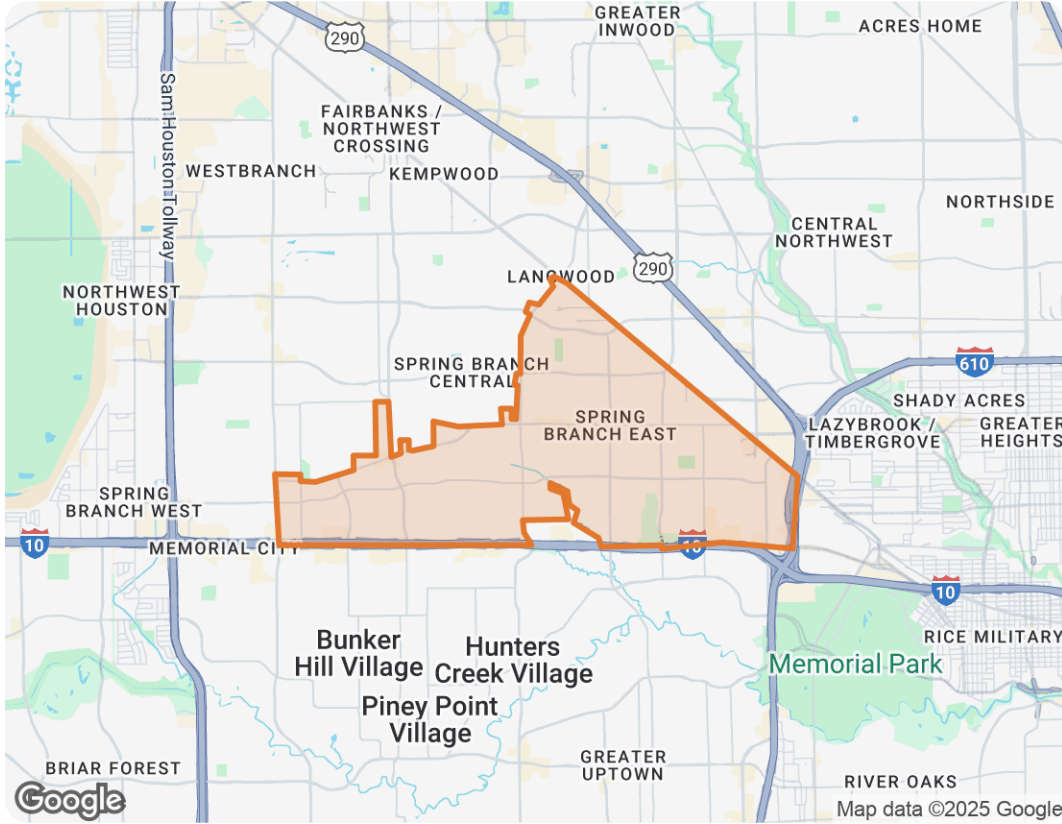 GREATER
INWOOD
ACRES HOME
290
FAIRBANKS /
NORTHWEST
CROSSING
Sam Houston Tollway
WESTBRANCH
KEMPWOOD
NORTHSIDE
CENTRAL
NORTHWEST
290
LANGWOOD
NORTHWEST
HOUSTON
SPRING BRANCH
CENTRAL
610
SHADY ACRES
SPRING
BRANCH EAST
LAZYBROOK /
TIMBERGROVE
GREATER
HEIGHTS
SPRING
BRANCH WEST
10
MEMORIAL CITY
10
10
RICE MILITARY
Bunker
Hill Village
Hunters
Creek Village
Memorial Park
Piney Point
Village
BRIAR FOREST
GREATER
UPTOWN
RIVER OAKS
Google
Map data ©2025 Google